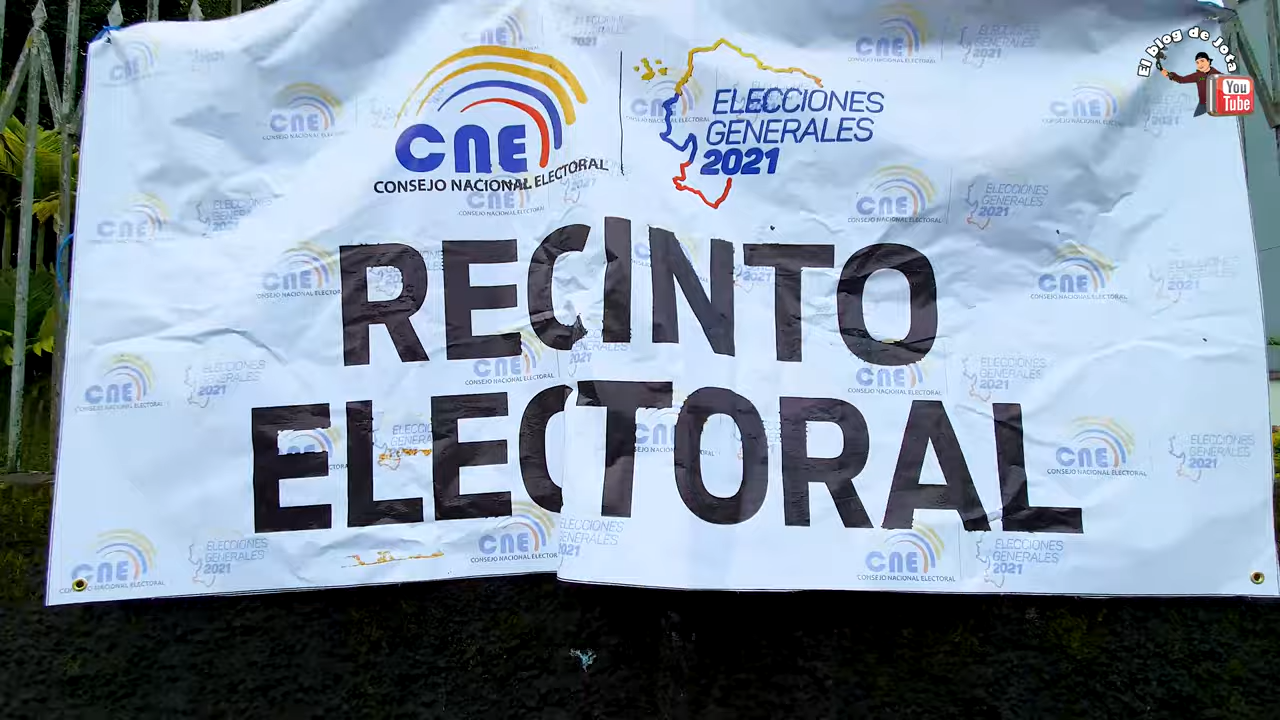 El blog de Jota
You
Tube
CNE
CONSEJO NACIONAL ELECTORAL
ELECCIONES
GENERALES
2021
RECINTO
ELECTORAL